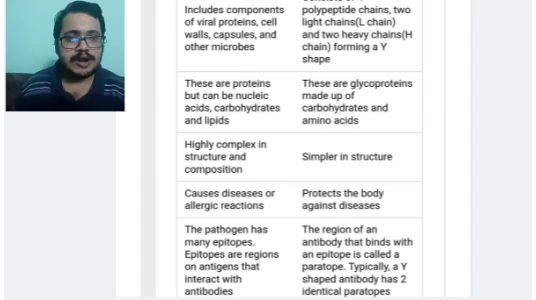 Includes components
of viral proteins, cell
walls, capsules, and
other microbes
polypeptide chains, two
light chains(L chain)
and two heavy chains(H
chain) forming a Y
shape
These are proteins
but can be nucleic
acids, carbohydrates
and lipids
These are glycoproteins
made up of
carbohydrates and
amino acids
Highly complex in
structure and
composition
Simpler in structure
Causes diseases or
allergic reactions
Protects the body
against diseases
The pathogen has
many epitopes.
Epitopes are regions
on antigens that
interact with
antibodies
The region of an
antibody that binds with
an epitope is called a
paratope. Typically, a Y
shaped antibody has 2
identical paratopes